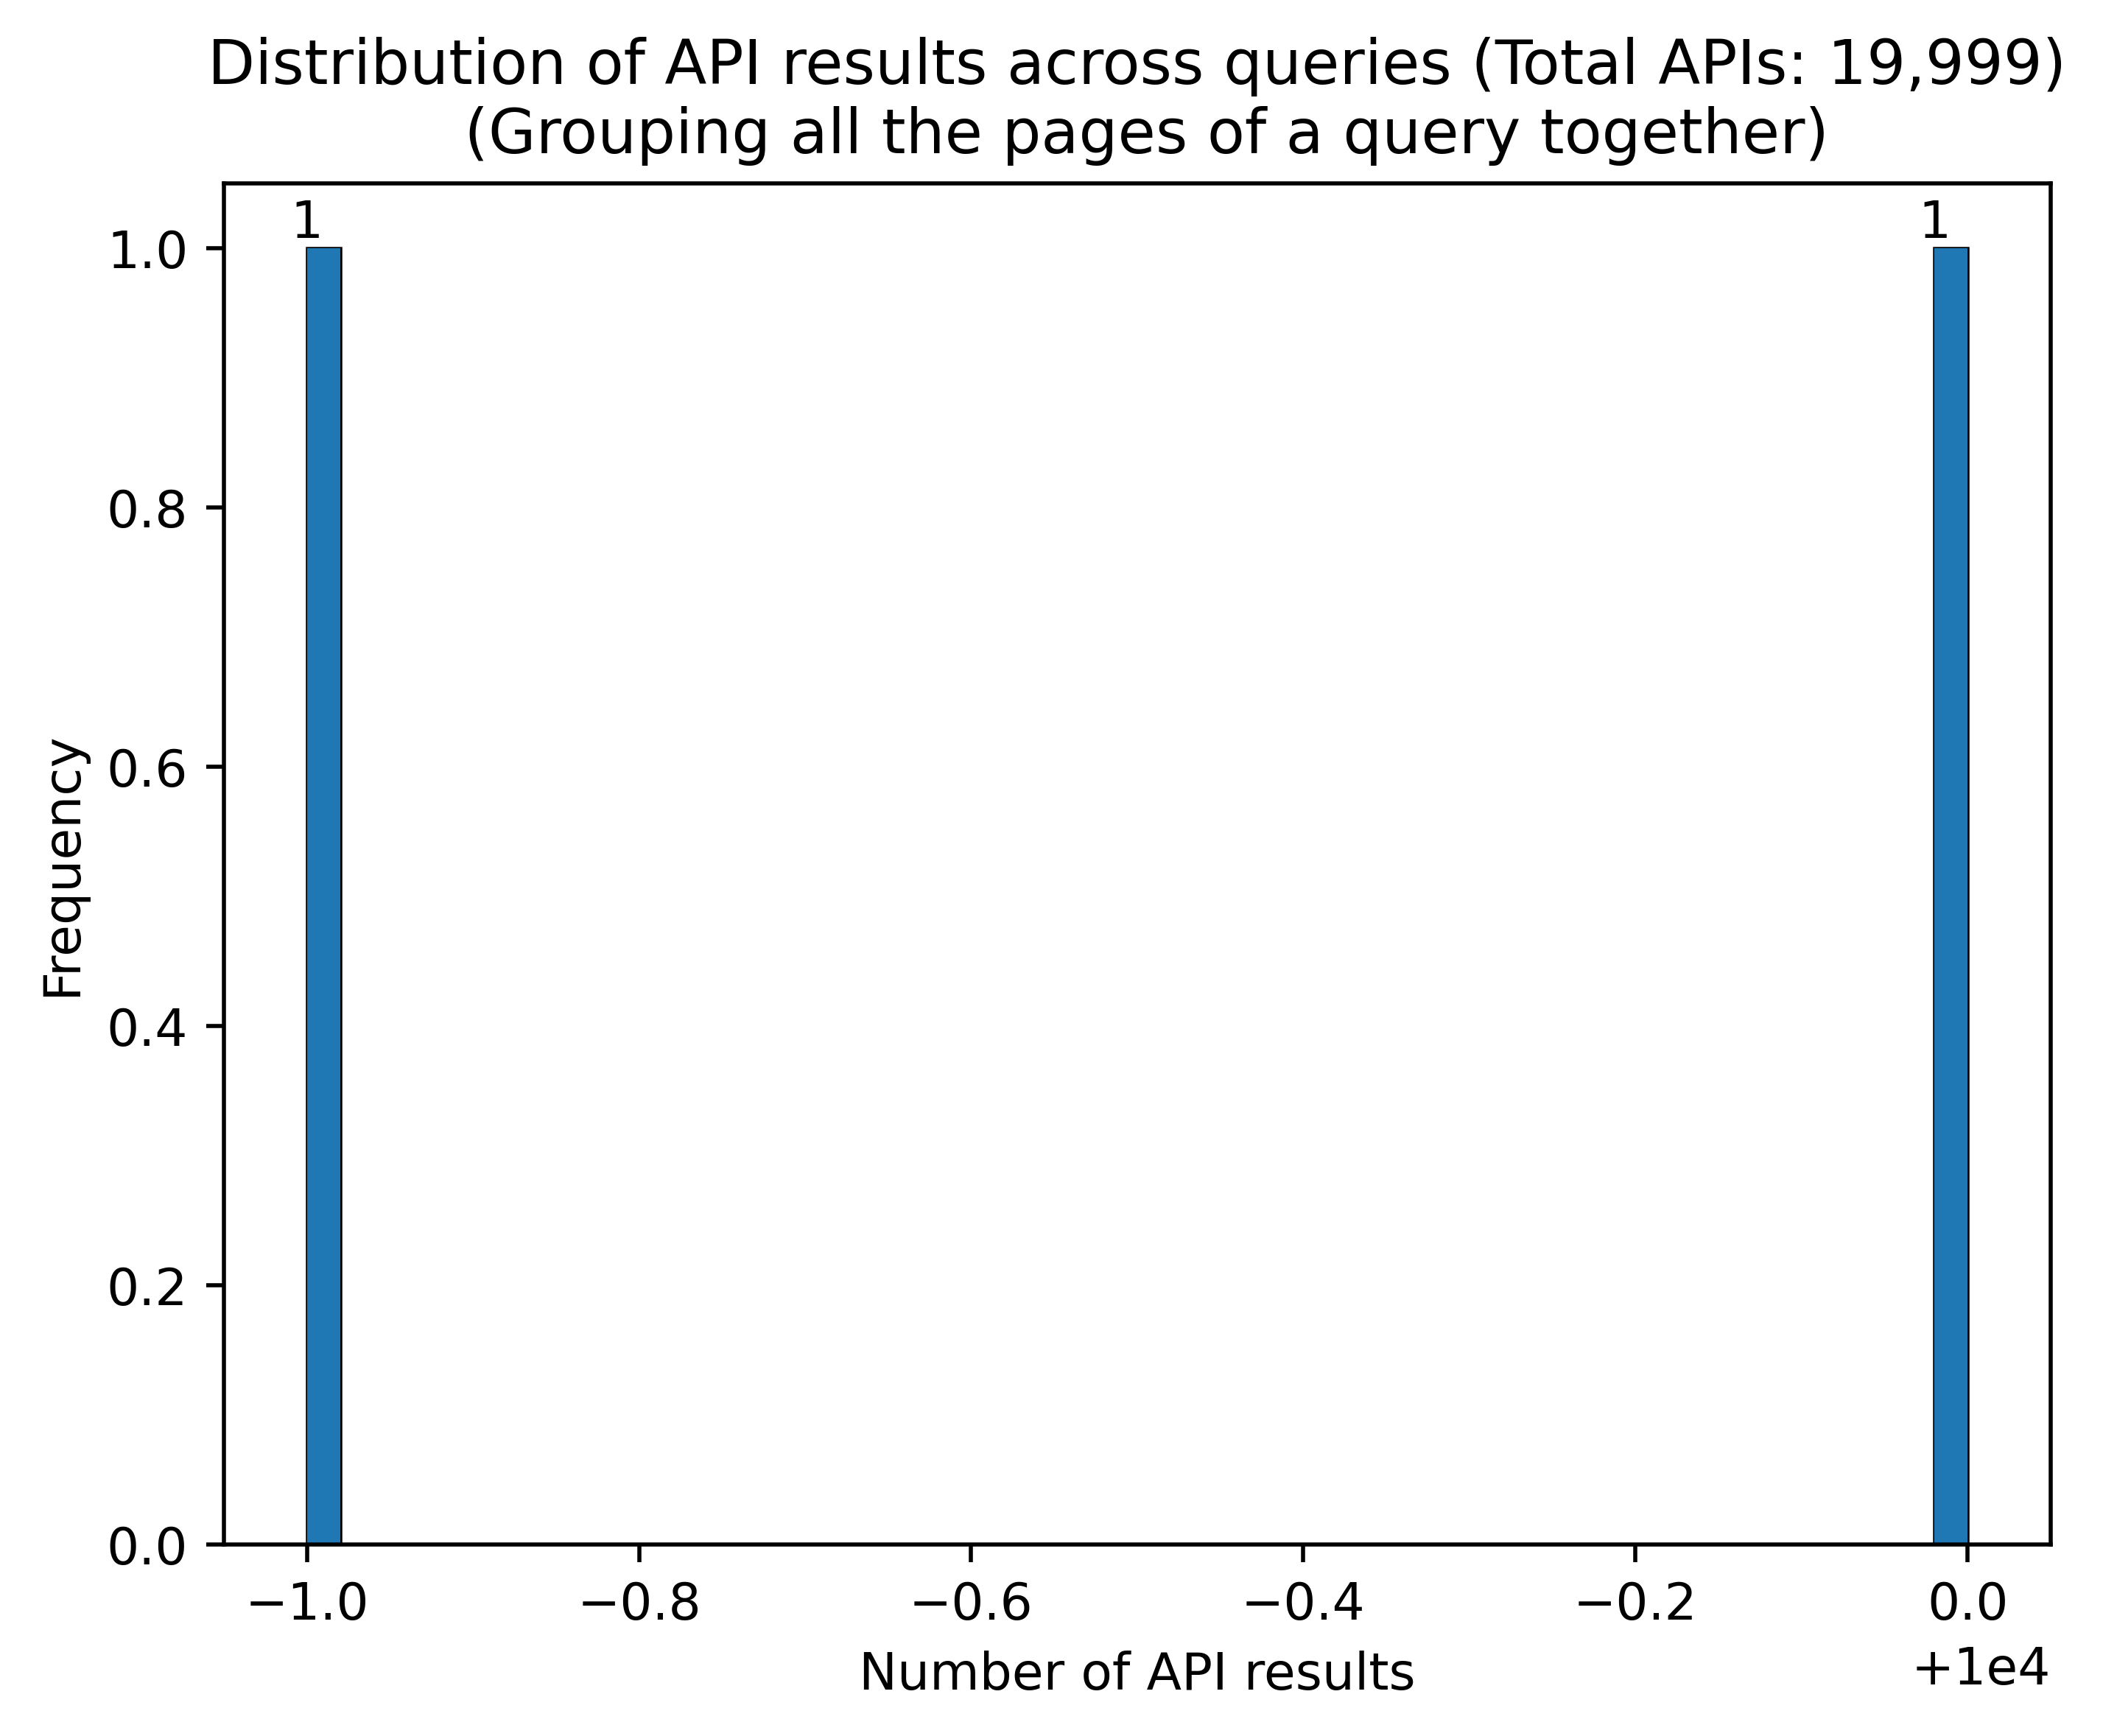 Distribution of API results across queries (Total APIs: 19,999)
(Grouping all the pages of a query together)
1
1
1.0
0.8
0.6
0.4
0.2
0.0
Frequency
−1.0
−0.8
−0.6
−0.4
−0.2
0.0
Number of API results
+1e4